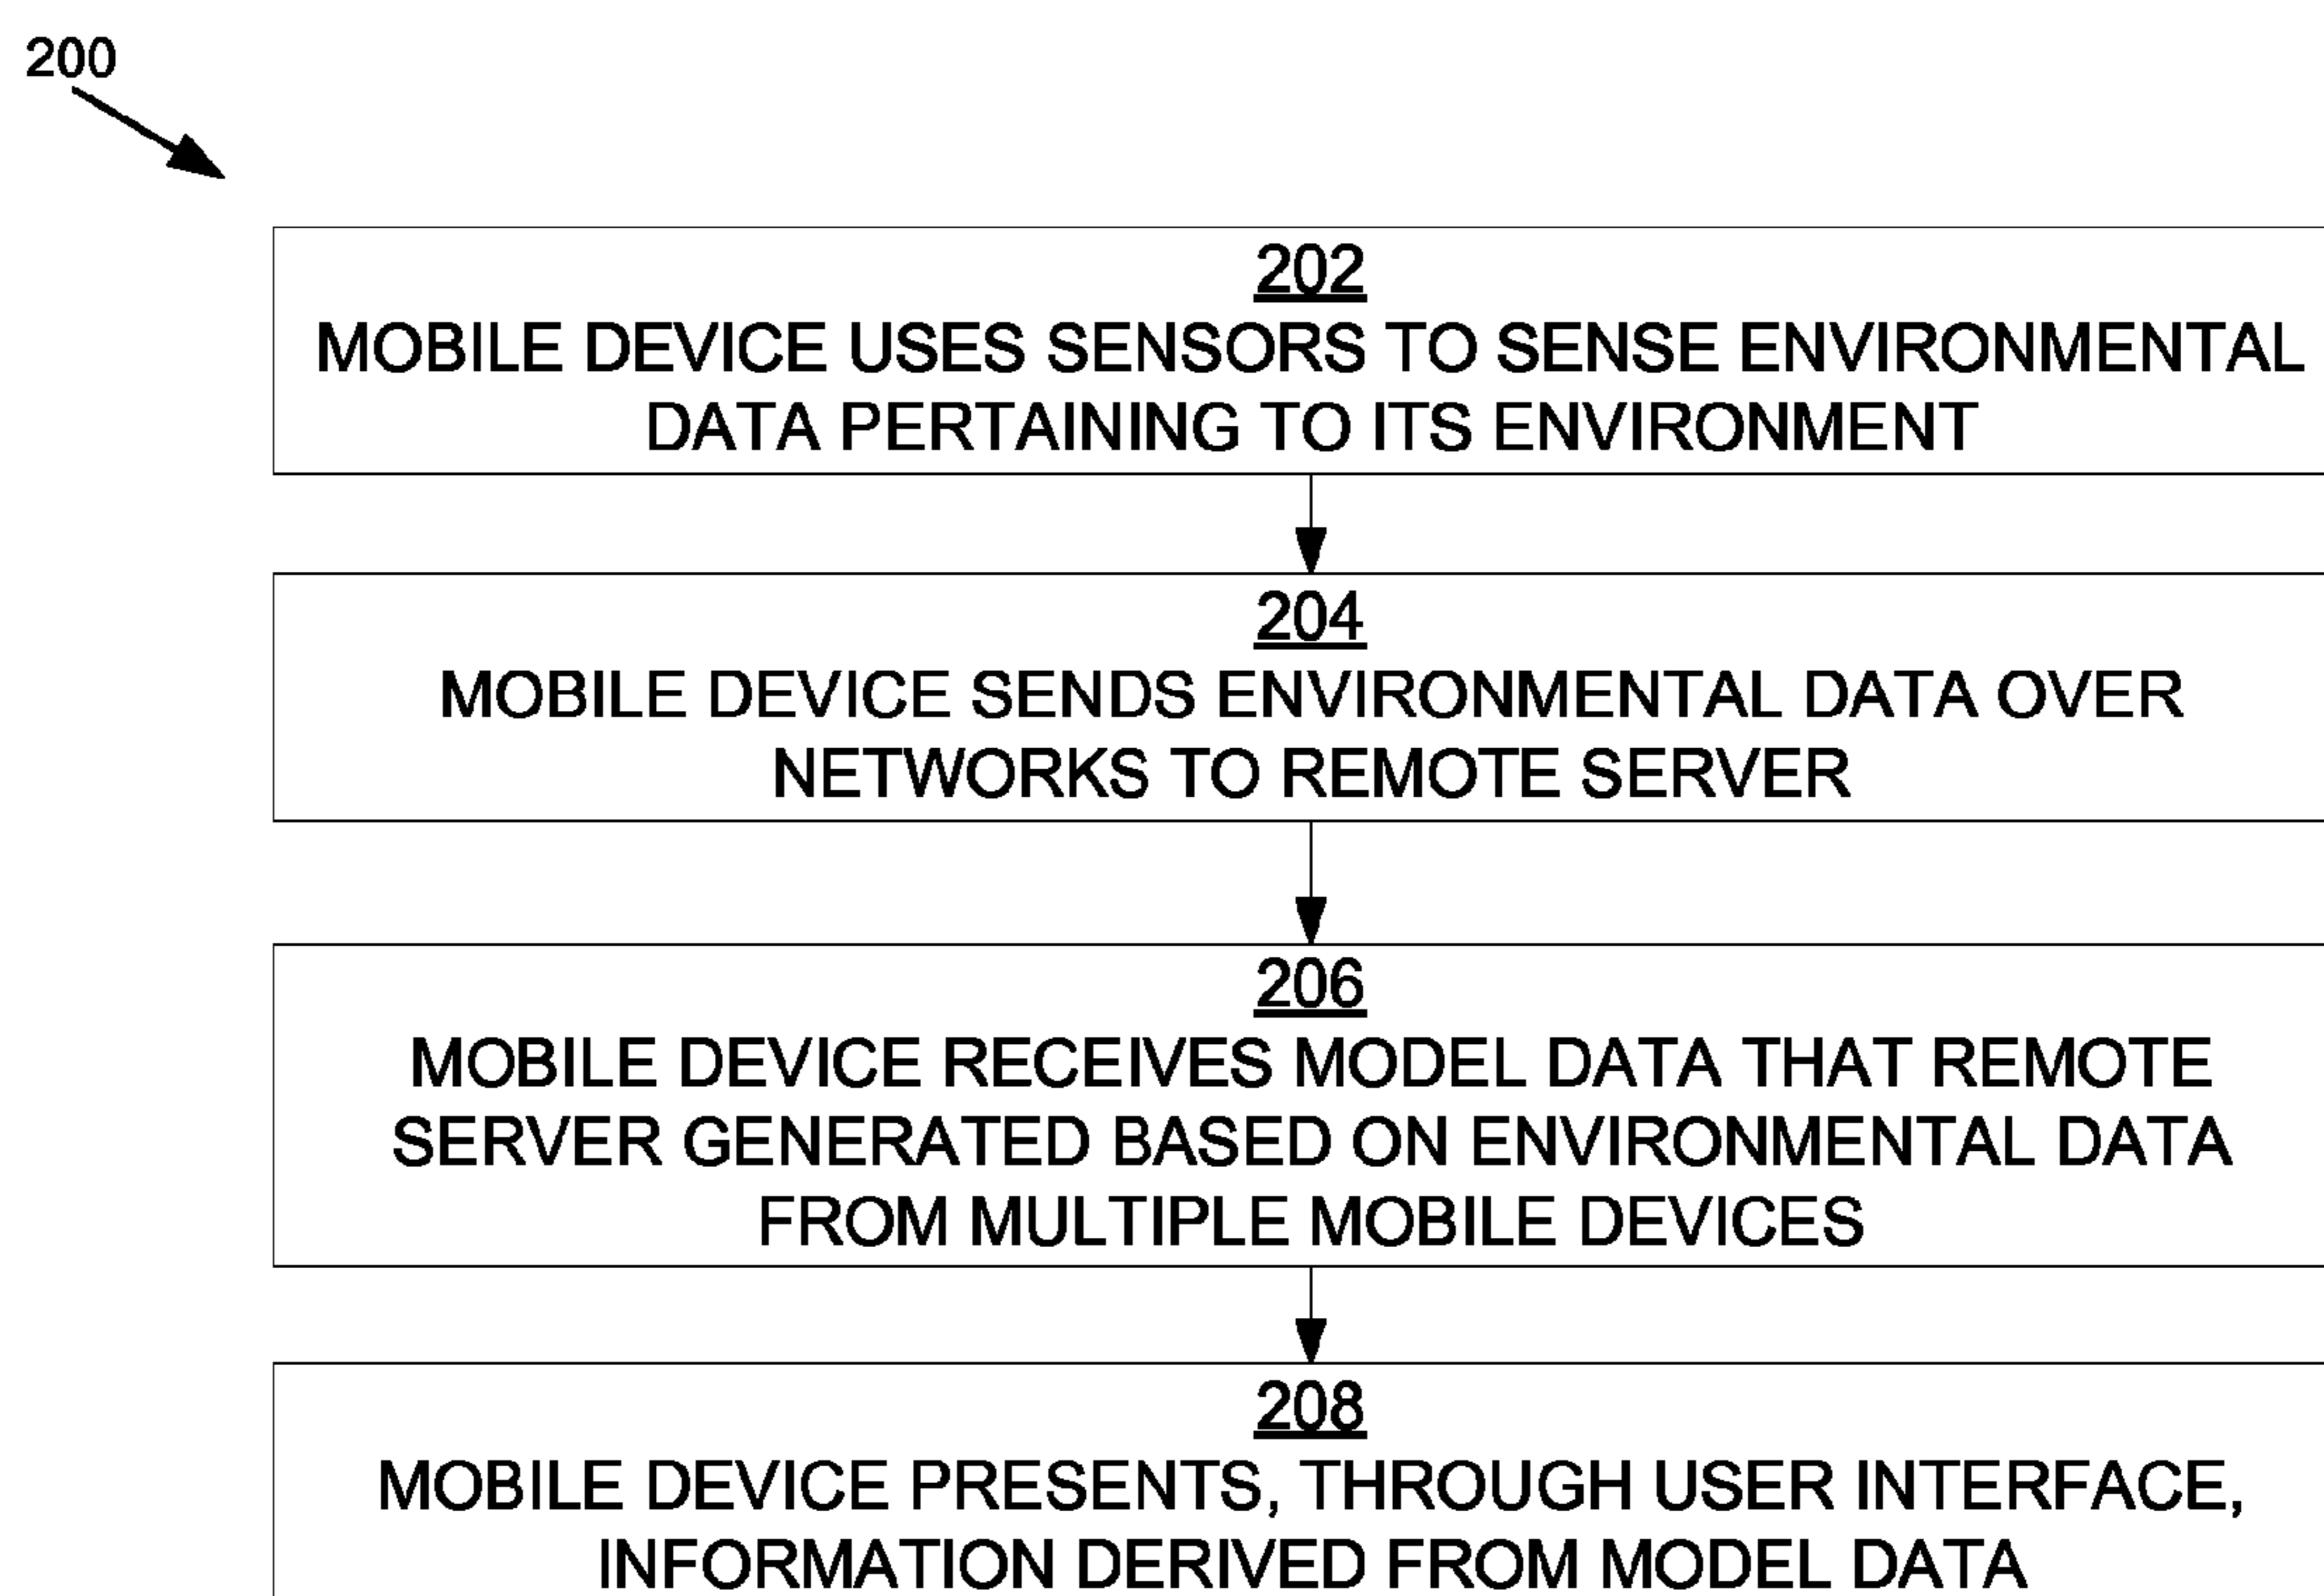 200
202
MOBILE DEVICE USES SENSORS TO SENSE ENVIRONMENTAL
DATA PERTAINING TO ITS ENVIRONMENT
204
MOBILE DEVICE SENDS ENVIRONMENTAL DATA OVER
NETWORKS TO REMOTE SERVER
206
MOBILE DEVICE RECEIVES MODEL DATA THAT REMOTE
SERVER GENERATED BASED ON ENVIRONMENTAL DATA
FROM MULTIPLE MOBILE DEVICES
208
MOBILE DEVICE PRESENTS, THROUGH USER INTERFACE,
INFORMATION DERIVED FROM MODEL DATA